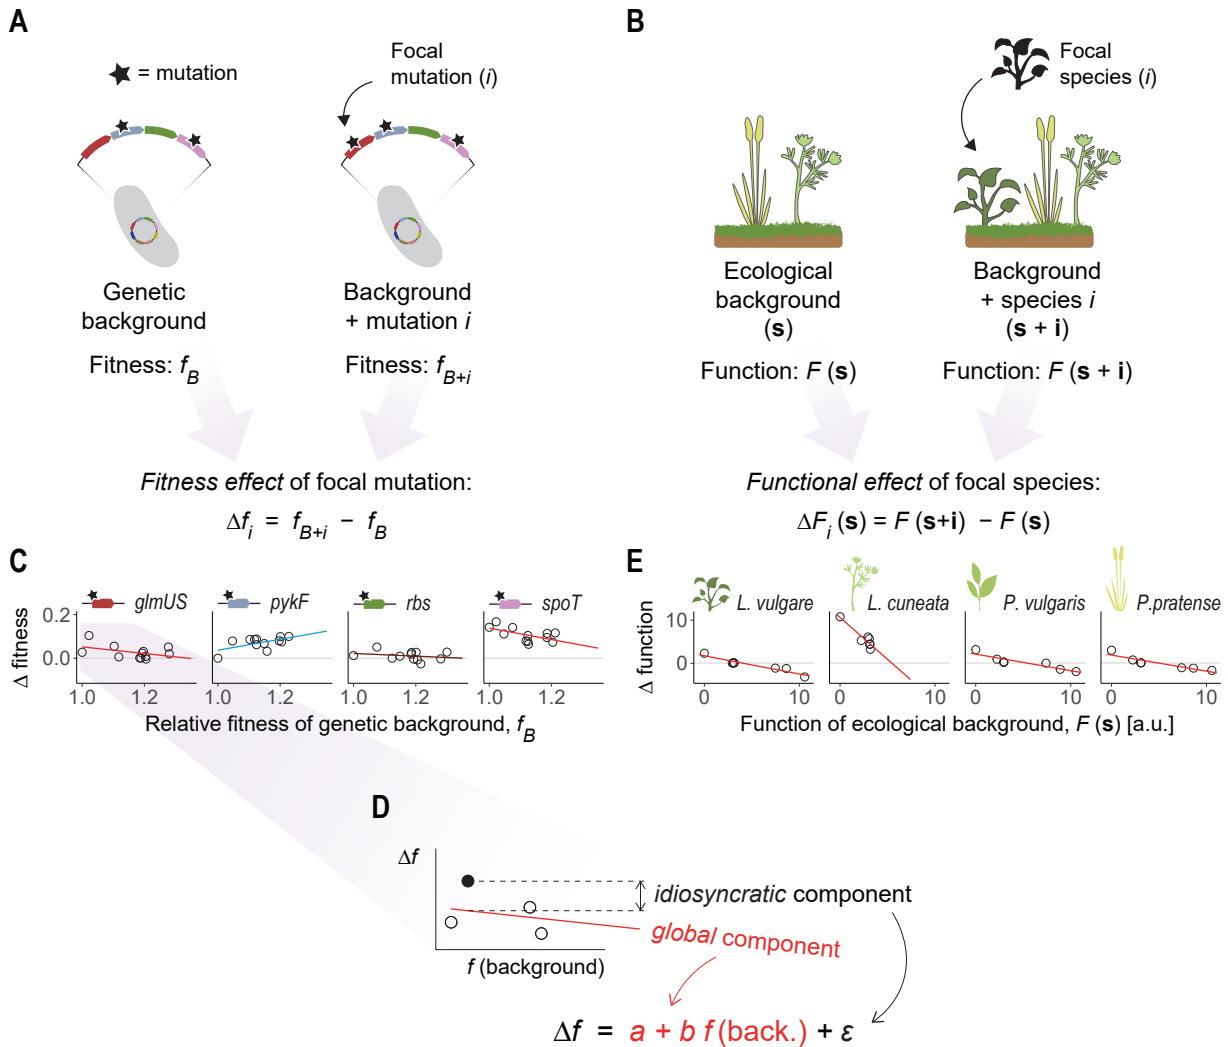 A
= mutation
Focal
mutation (i)
Genetic
background
Fitness: f_B
Background
+ mutation i
Fitness: f_B+i
Fitness effect of focal mutation:
Δf_i = f_B+i − f_B
B
Focal
species (i)
Ecological
background
(s)
Function: F (s)
Background
+ species i
(s + i)
Function: F (s + i)
Functional effect of focal species:
ΔF_i (s) = F (s+i) − F (s)
C
glmUS
pykF
rbs
spoT
Δ fitness
0.2
0.0
1.0 1.2
1.0 1.2
1.0 1.2
1.0 1.2
Relative fitness of genetic background, f_B
E
L. vulgare
L. cuneata
P. vulgaris
P.pratense
Δ function
10
0
0 10
0 10
0 10
0 10
Function of ecological background, F (s) [a.u.]
D
Δf
idiosyncratic component
global component
f (background)
Δf = a + b f (back.) + ε